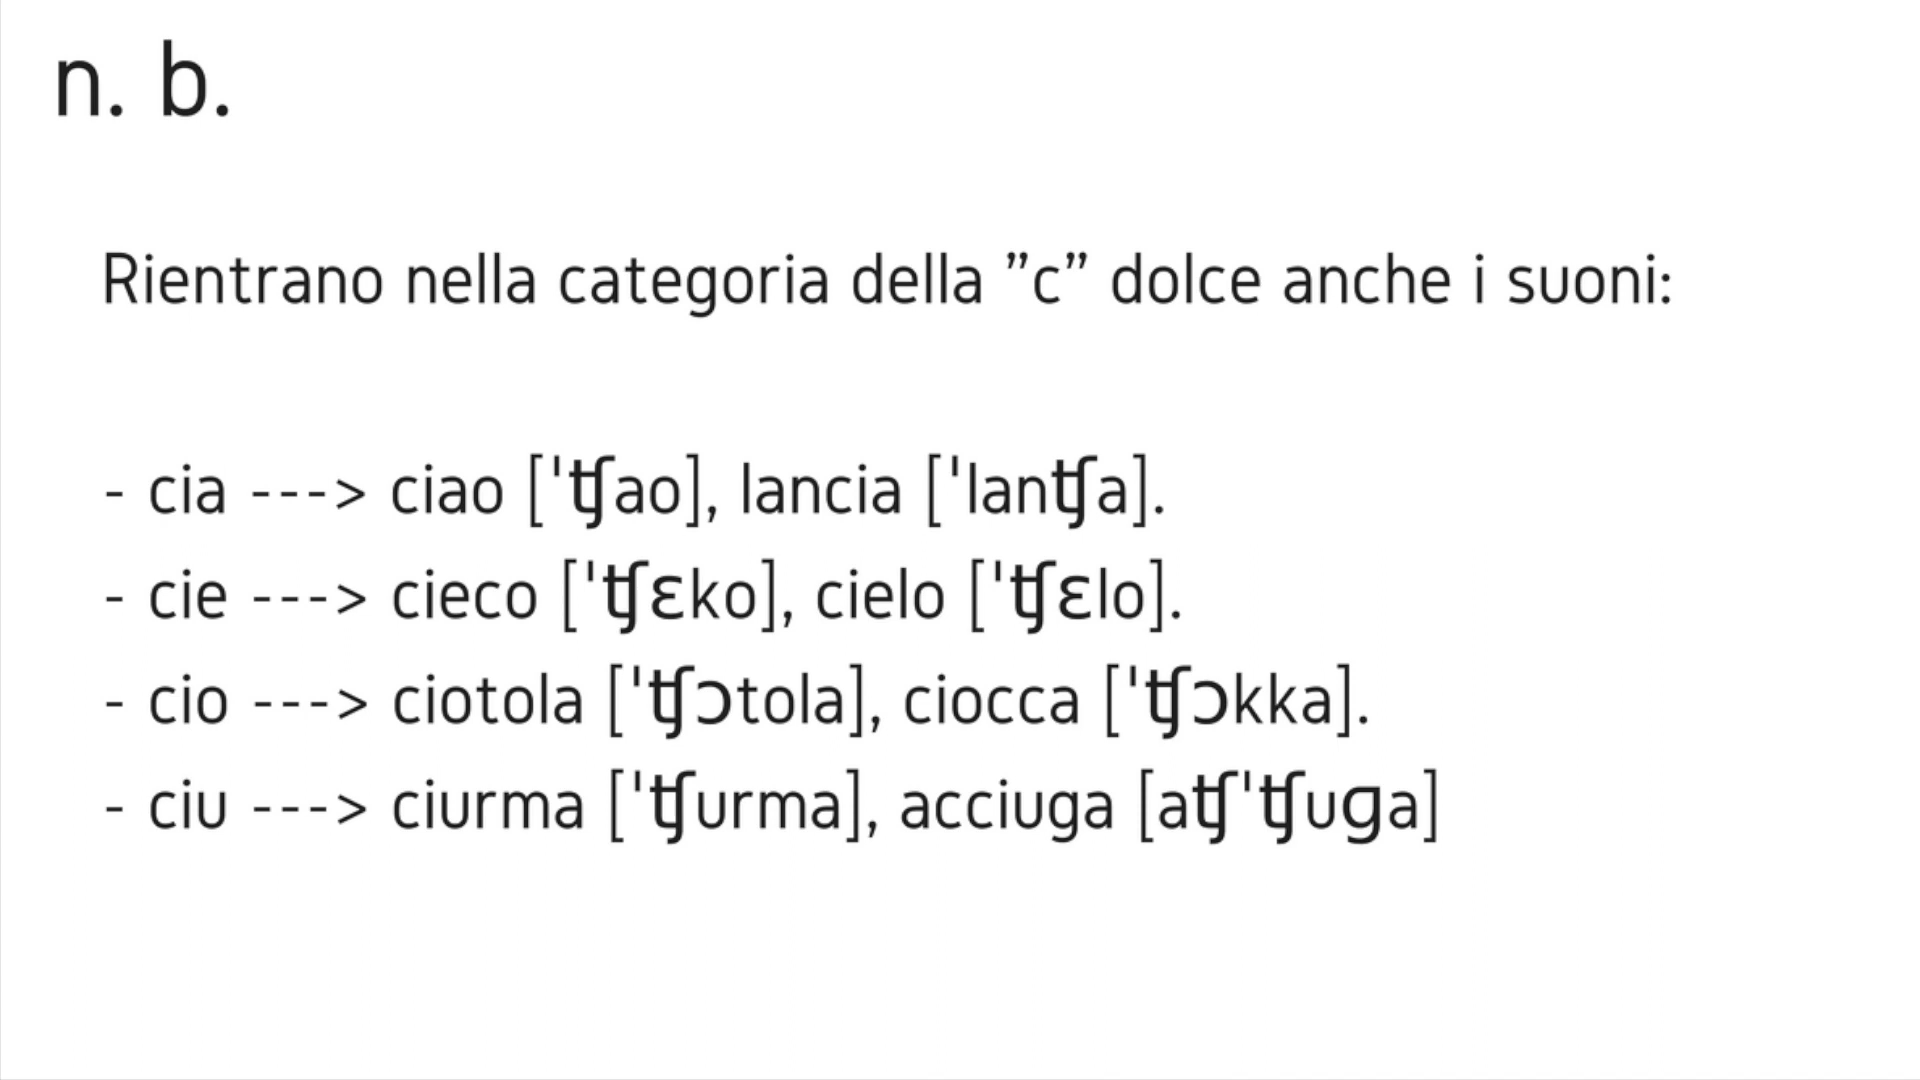 n. b.
Rientrano nella categoria della ”c” dolce anche i suoni:
- cia ---> ciao [ˈʧao], lancia [ˈlanʧa].
- cie ---> cieco [ˈʧɛko], cielo [ˈʧɛlo].
- cio ---> ciotola [ˈʧɔtola], ciocca [ˈʧɔkka].
- ciu ---> ciurma [ˈʧurma], acciuga [aʧˈʧuɡa]